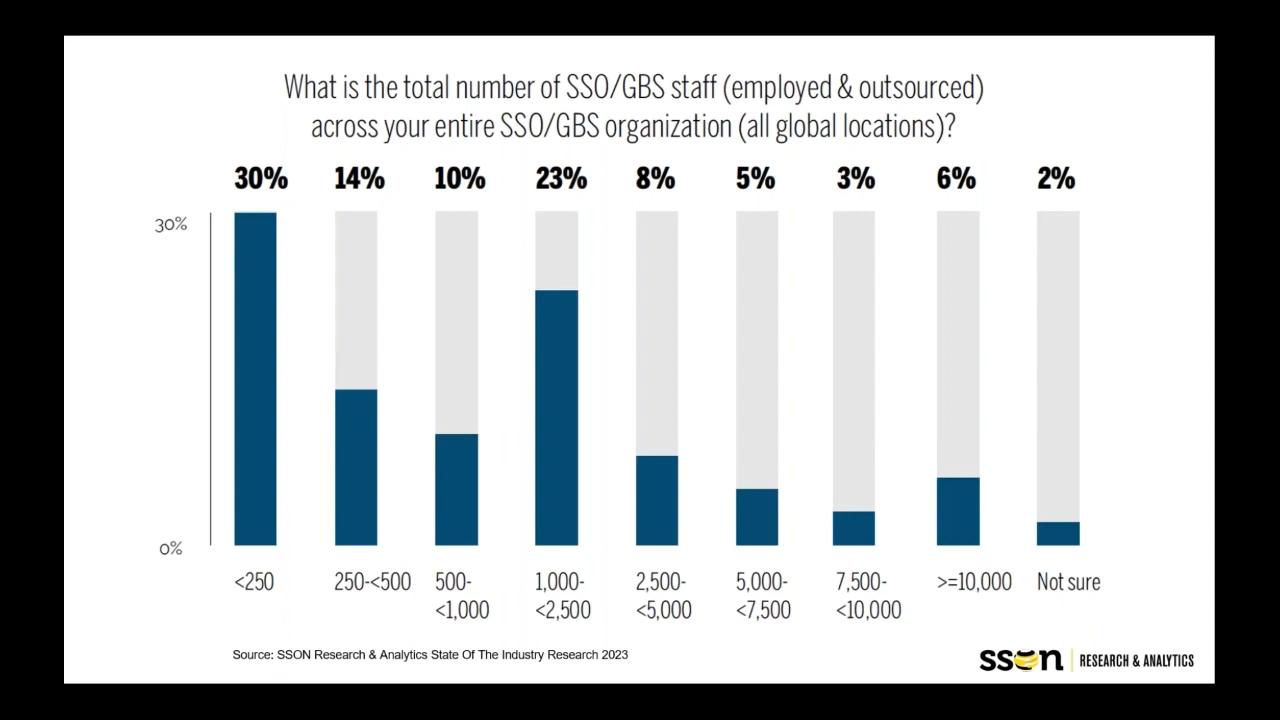 What is the total number of SSO/GBS staff (employed & outsourced)
across your entire SSO/GBS organization (all global locations)?
30% 14% 10% 23% 8% 5% 3% 6% 2%
30%
0%
<250 250-<500 500-<1,000 1,000-<2,500 2,500-<5,000 5,000-<7,500 7,500-<10,000 >=10,000 Not sure
Source: SSON Research & Analytics State Of The Industry Research 2023
sson RESEARCH & ANALYTICS